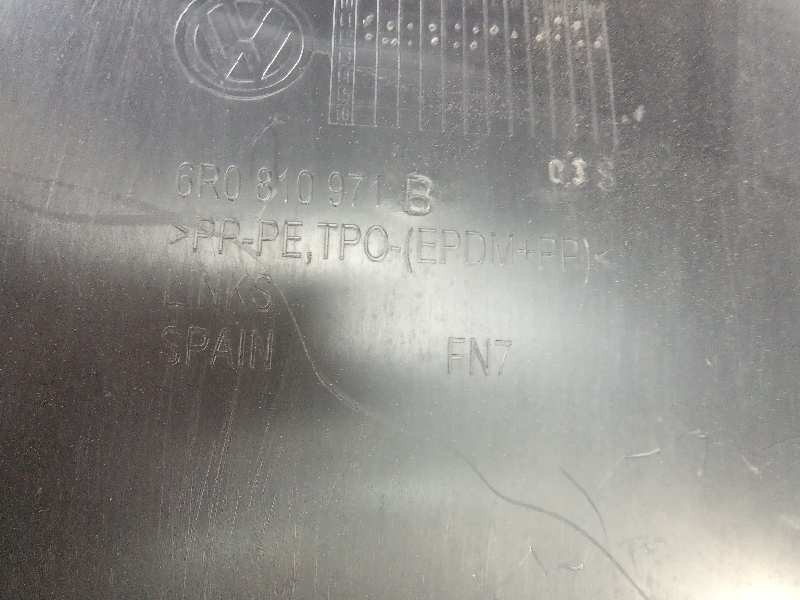 6R0 810 971 B
>PP-PE,TPO-(EPDM+PP)<
LINKS
SPAIN FN7